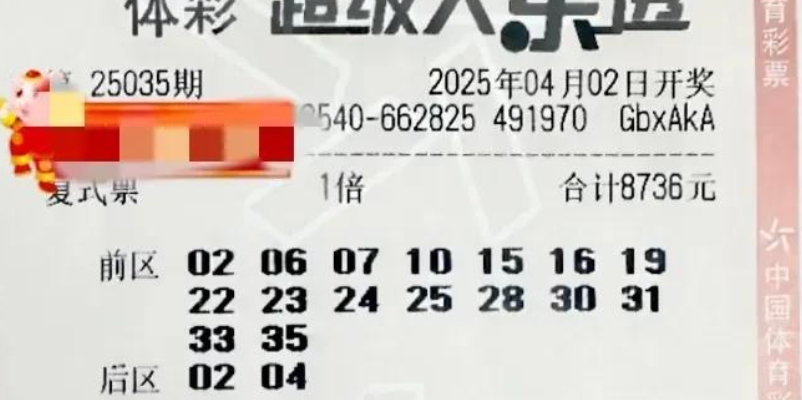 体彩 超级大乐透
第 25035期 2025年04月02日开奖
540-662825 491970 GbxAkA
复式票 1倍 合计8736元
前区 02 06 07 10 15 16 19
22 23 24 25 28 30 31
33 35
后区 02 04
育彩票
中国体育彩